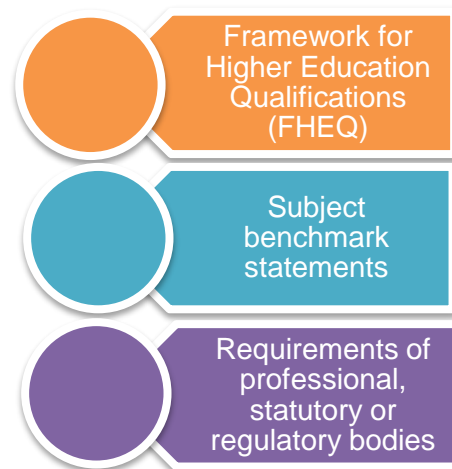 Framework for
Higher Education
Qualifications
(FHEQ)
Subject
benchmark
statements
Requirements of
professional,
statutory or
regulatory bodies